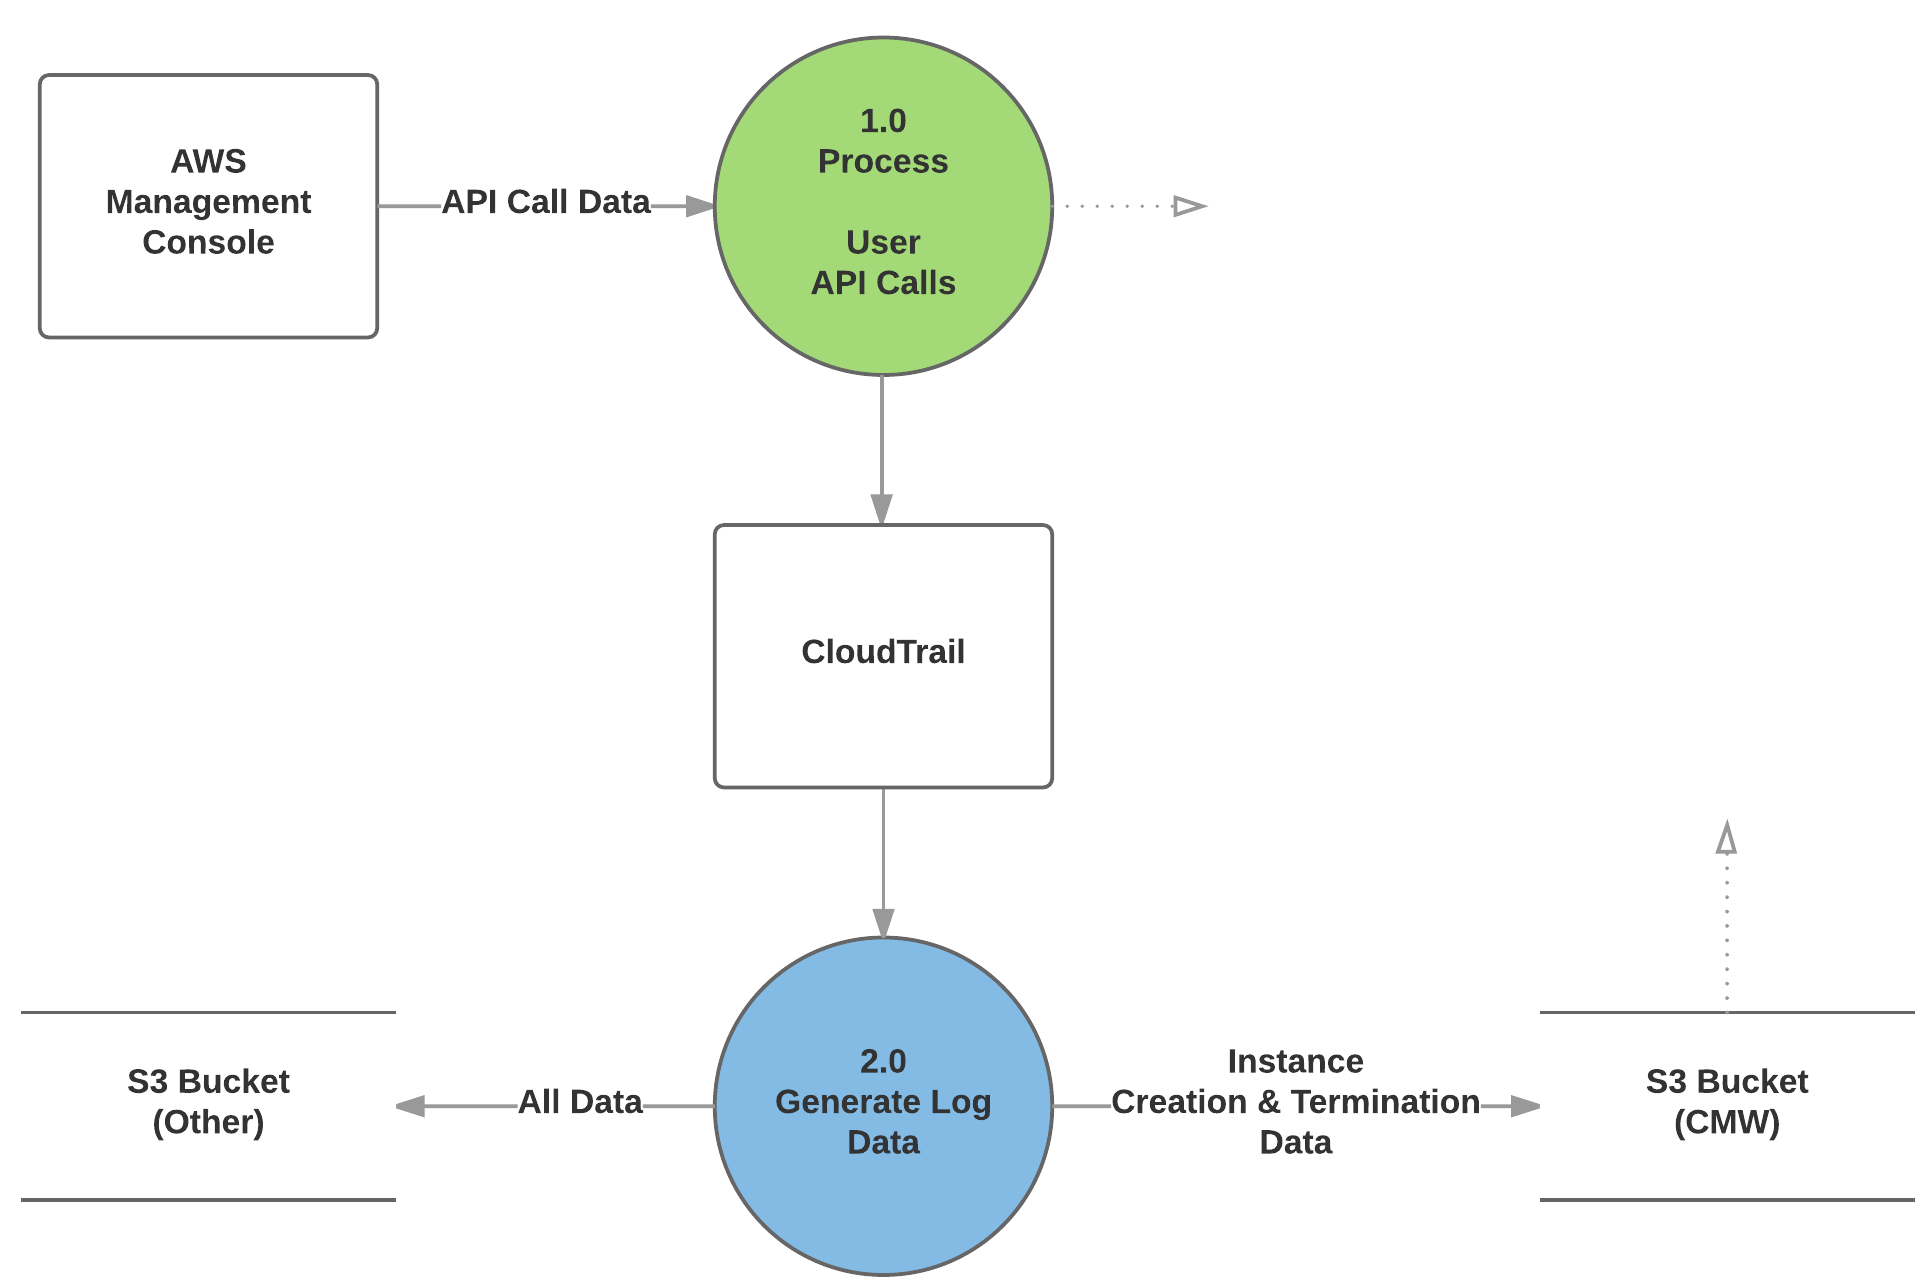 AWS
Management
Console
API Call Data
1.0
Process
User
API Calls
CloudTrail
S3 Bucket
(Other)
All Data
2.0
Generate Log
Data
Instance
Creation & Termination
Data
S3 Bucket
(CMW)